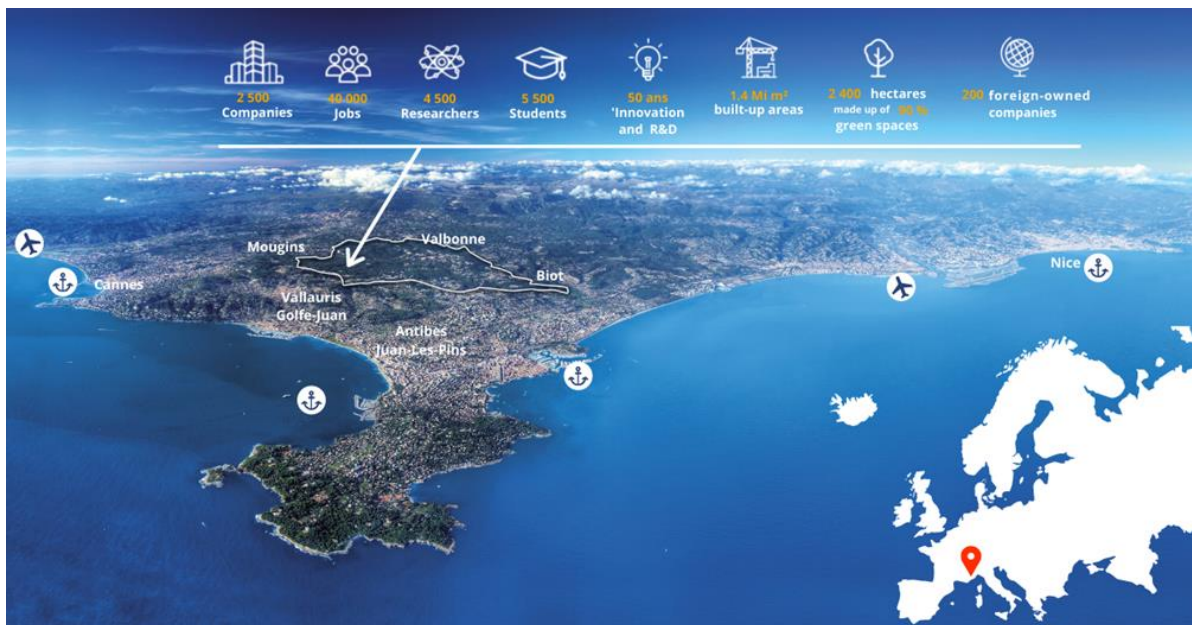 2 500
Companies
40 000
Jobs
4 500
Researchers
5 500
Students
50 ans
'Innovation
and R&D
1,4 Mi m²
built-up areas
2 400 hectares
made up of 90 %
green spaces
200 foreign-owned
companies
Mougins
Valbonne
Biot
Nice
Cannes
Vallauris
Golfe-Juan
Antibes
Juan-Les-Pins